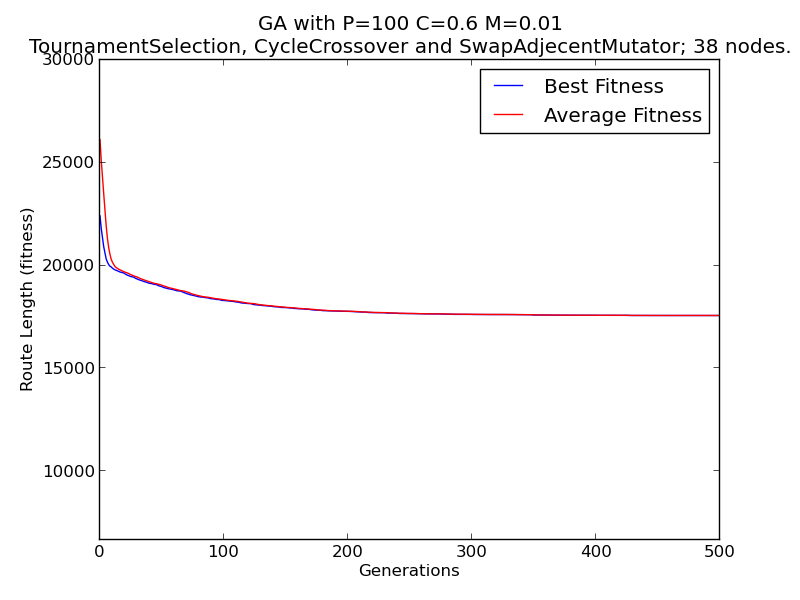 GA with P=100 C=0.6 M=0.01
TournamentSelection, CycleCrossover and SwapAdjecentMutator; 38 nodes.
30000
Best Fitness
Average Fitness
25000
20000
15000
10000
Route Length (fitness)
0 100 200 300 400 500
Generations